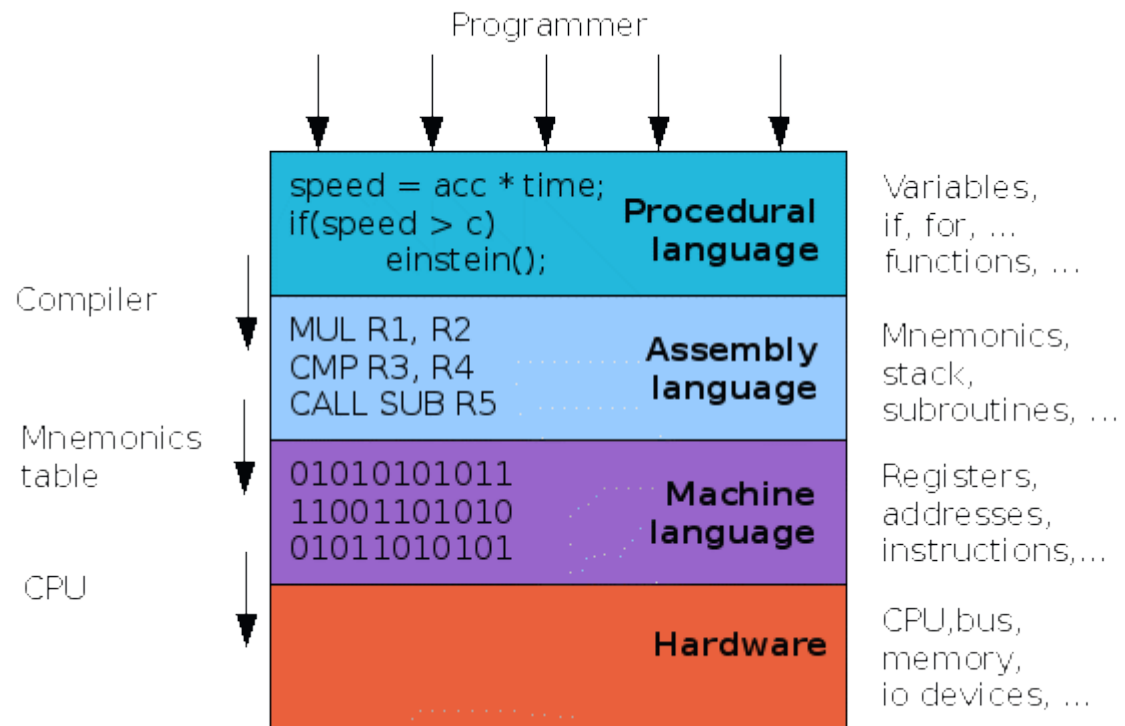 Programmer
speed = acc * time;
if(speed > c)
einstein();
Procedural
language
Variables,
if, for, ...
functions, ...
Compiler
MUL R1, R2
CMP R3, R4
CALL SUB R5
Assembly
language
Mnemonics,
stack,
subroutines, ...
Mnemonics
table
01010101011
11001101010
01011010101
Machine
language
Registers,
addresses,
instructions,...
CPU
Hardware
CPU,bus,
memory,
io devices, ...